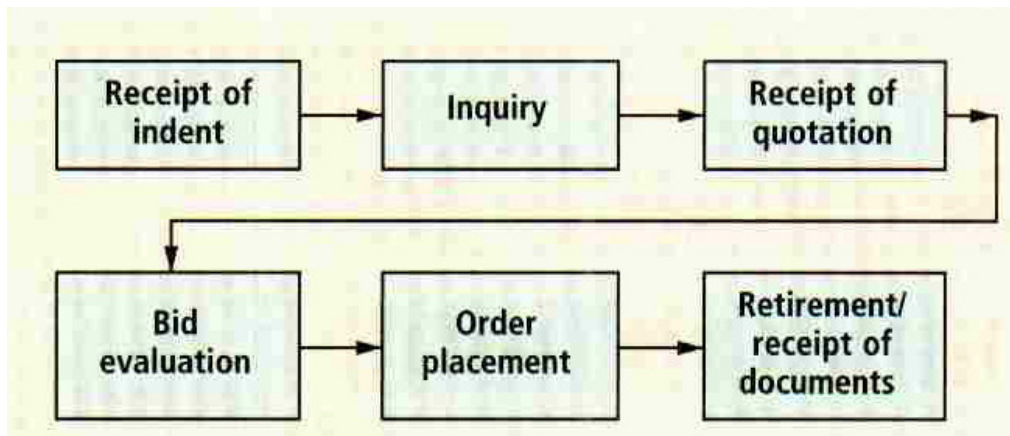 Receipt of
indent
Inquiry
Receipt of
quotation
Bid
evaluation
Order
placement
Retirement/
receipt of
documents